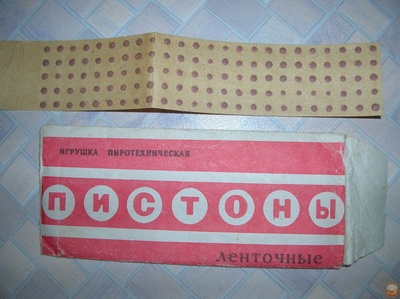 ИГРУШКА ПИРОТЕХНИЧЕСКАЯ
ПИСТОНЫ
ленточные